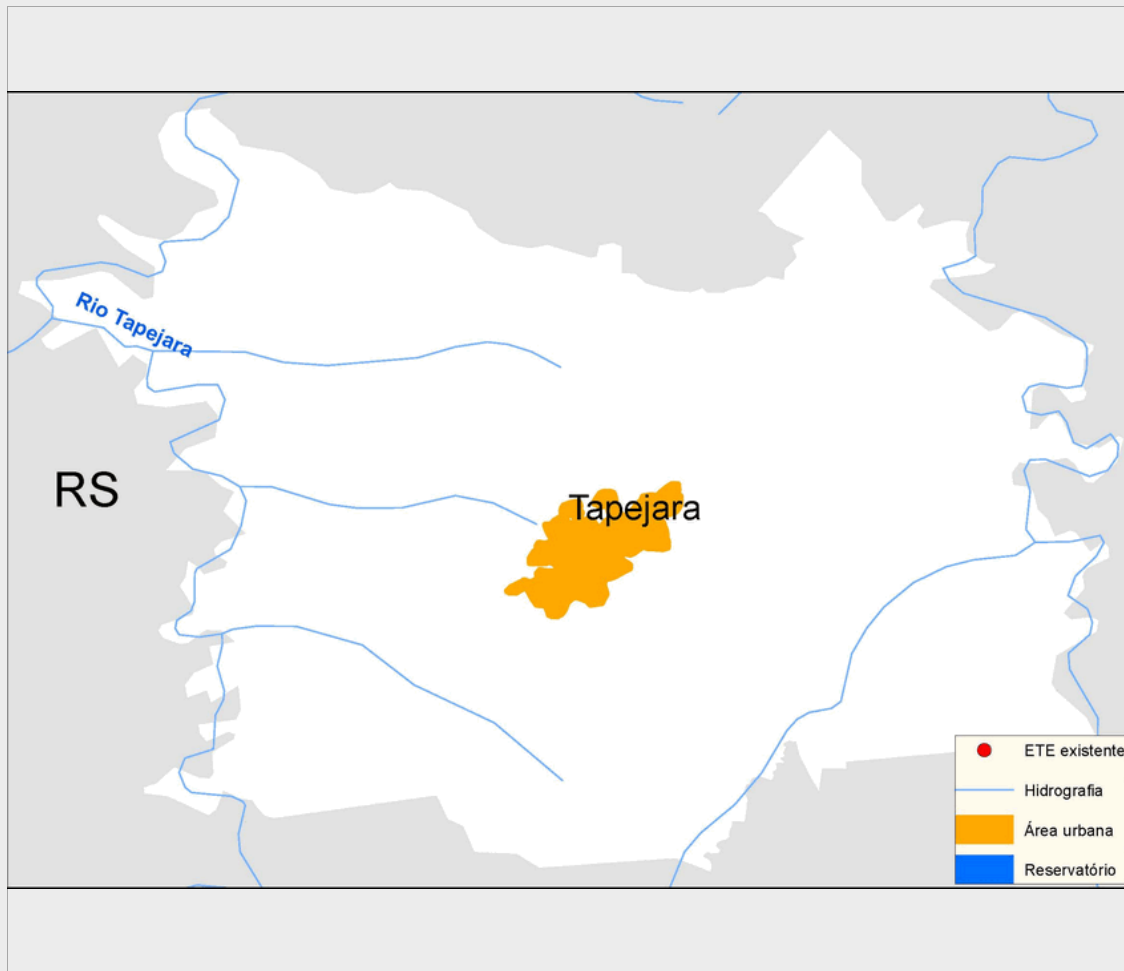 Rio Tapejara
RS
Tapejara
ETE existente
Hidrografia
Área urbana
Reservatório